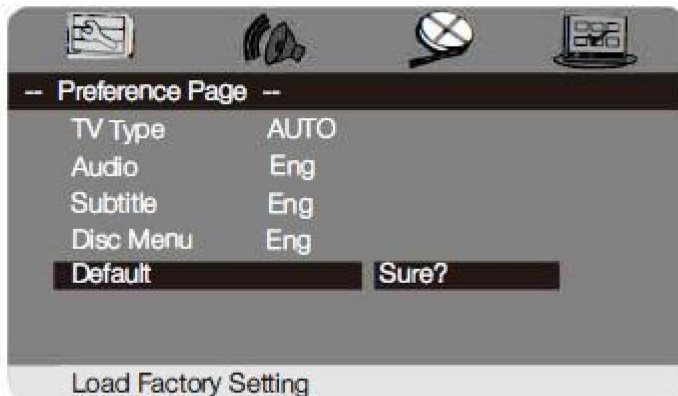 -- Preference Page --
TV Type AUTO
Audio Eng
Subtitle Eng
Disc Menu Eng
Default Sure?
Load Factory Setting